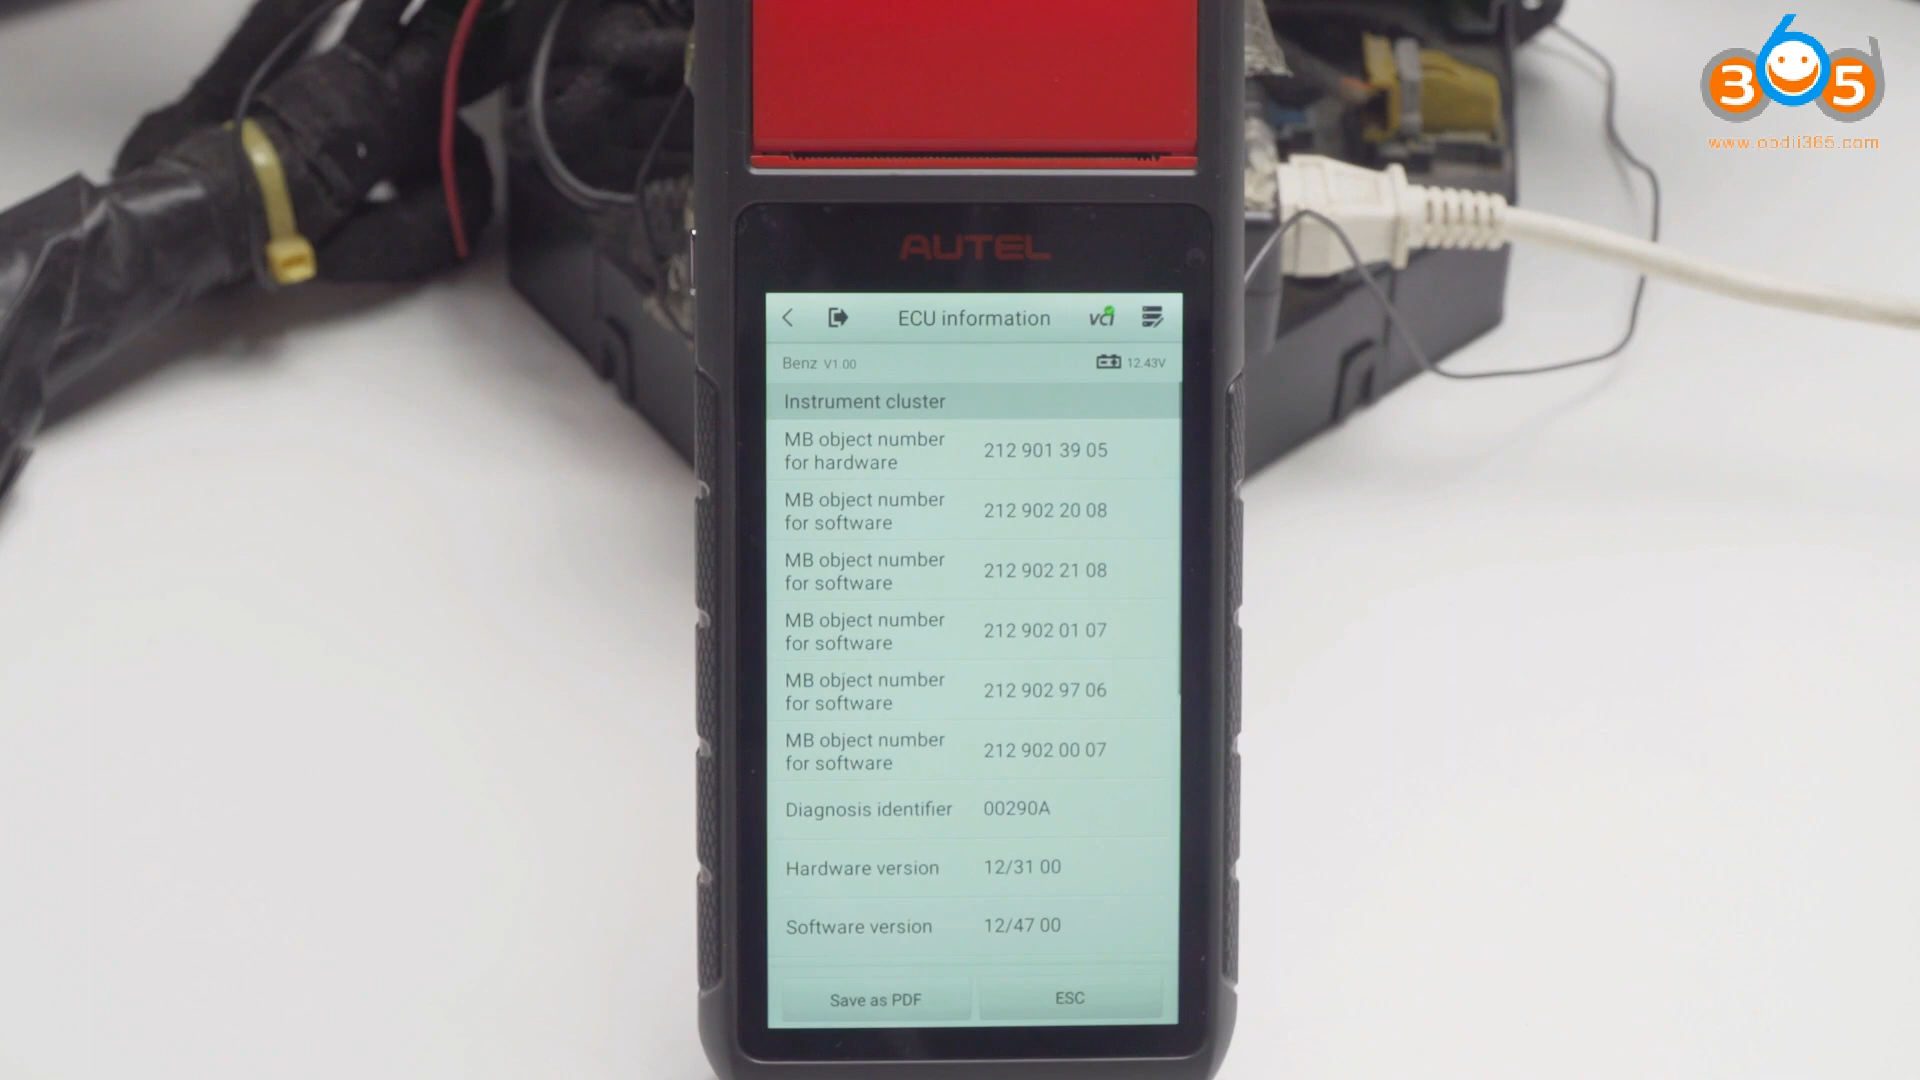 365
www.obdii365.com
AUTEL
ECU information
VCI
Benz V1.00
12.43V
Instrument cluster
MB object number
for hardware
212 901 39 05
MB object number
for software
212 902 20 08
MB object number
for software
212 902 21 08
MB object number
for software
212 902 01 07
MB object number
for software
212 902 97 06
MB object number
for software
212 902 00 07
Diagnosis identifier
00290A
Hardware version
12/31 00
Software version
12/47 00
Save as PDF
ESC